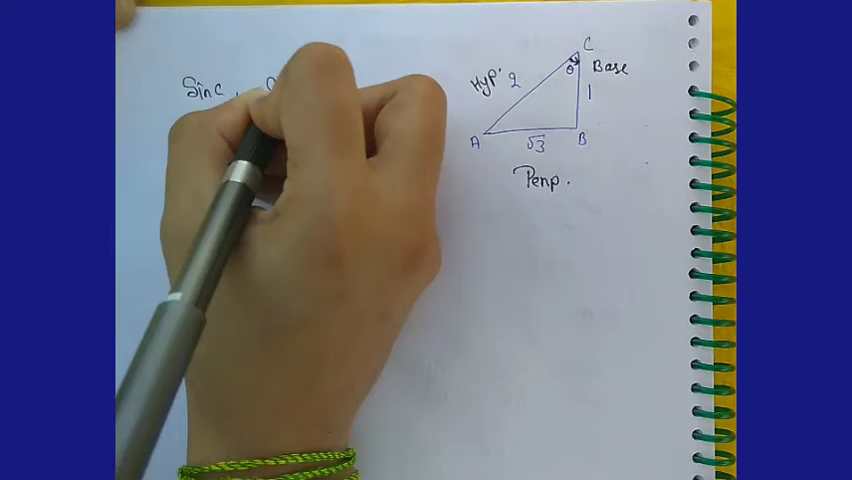 Sin C ,
Hyp. 2
C
θ
Base
1
A
√3
B
Perp.